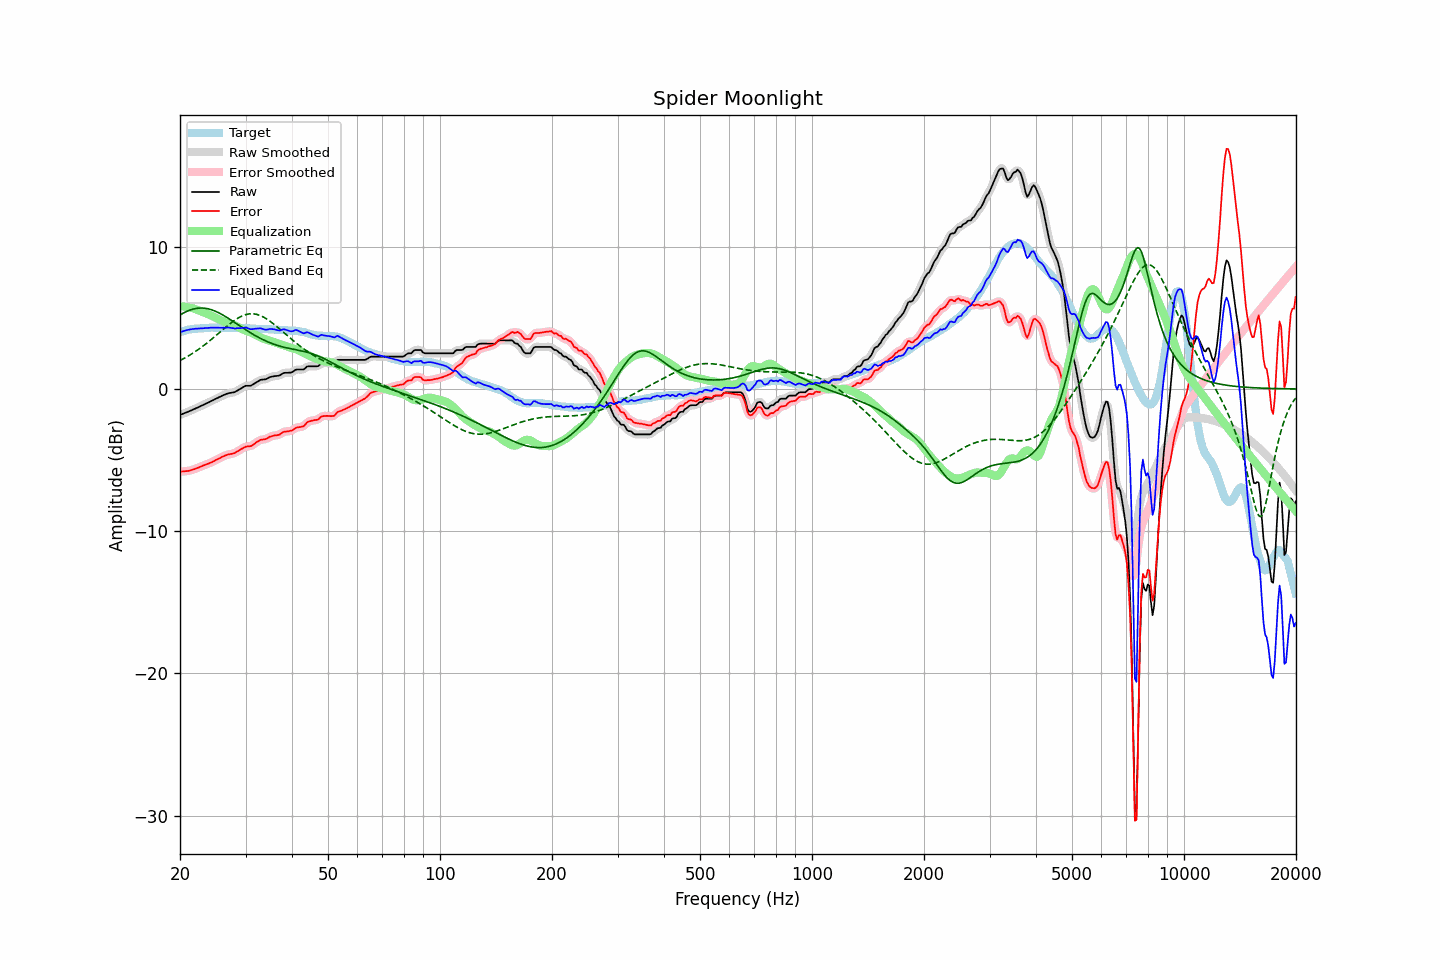 Spider Moonlight
Target
Raw Smoothed
Error Smoothed
Raw
Error
Equalization
Parametric Eq
Fixed Band Eq
Equalized
Amplitude (dBr)
10
0
−10
−20
−30
20 50 100 200 500 1000 2000 5000 10000 20000
Frequency (Hz)